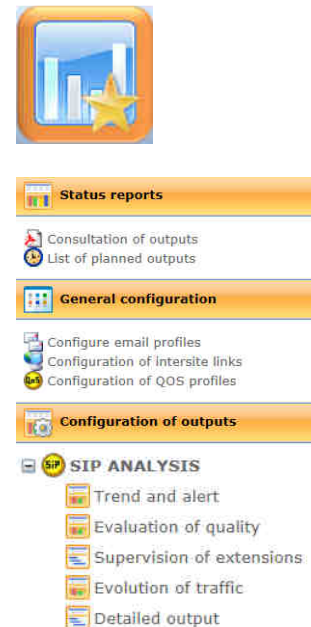 Status reports
Consultation of outputs
List of planned outputs
General configuration
Configure email profiles
Configuration of intersite links
QoS Configuration of QOS profiles
Configuration of outputs
SIP SIP ANALYSIS
Trend and alert
Evaluation of quality
Supervision of extensions
Evolution of traffic
Detailed output